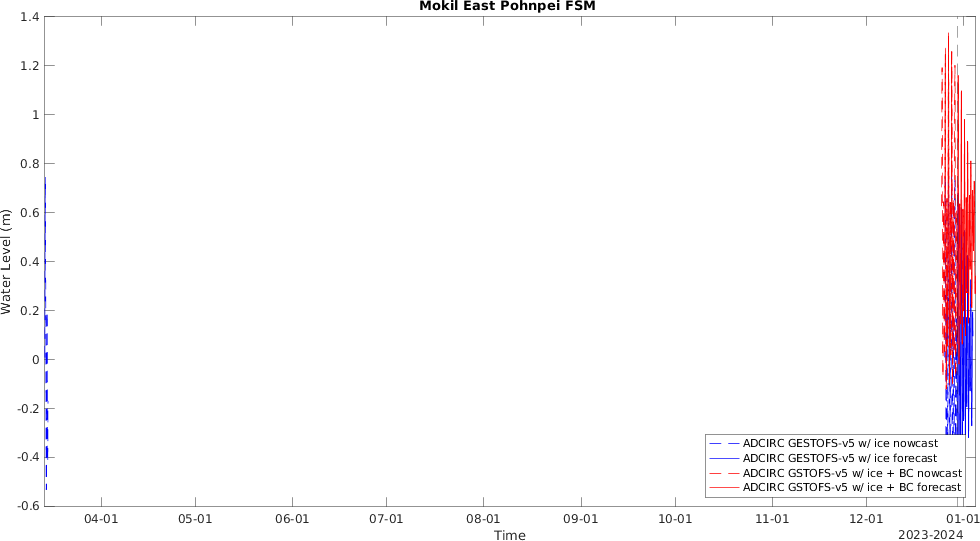 Mokil East Pohnpei FSM
1.4
1.2
1
0.8
0.6
0.4
0.2
0
-0.2
-0.4
-0.6
Water Level (m)
ADCIRC GESTOFS-v5 w/ ice nowcast
ADCIRC GESTOFS-v5 w/ ice forecast
ADCIRC GSTOFS-v5 w/ ice + BC nowcast
ADCIRC GSTOFS-v5 w/ ice + BC forecast
04-01 05-01 06-01 07-01 08-01 09-01 10-01 11-01 12-01 01-01
Time
2023-2024